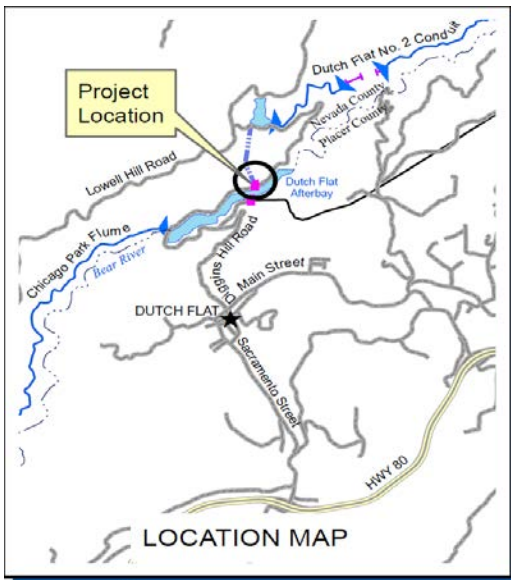 Dutch Flat No. 2 Conduit
Project
Location
Nevada County
Placer County
Lowell Hill Road
Dutch Flat
Afterbay
Chicago Park Flume
Bear River
Diggins Hill Road
Main Street
DUTCH FLAT
Sacramento Street
HWY 80
LOCATION MAP